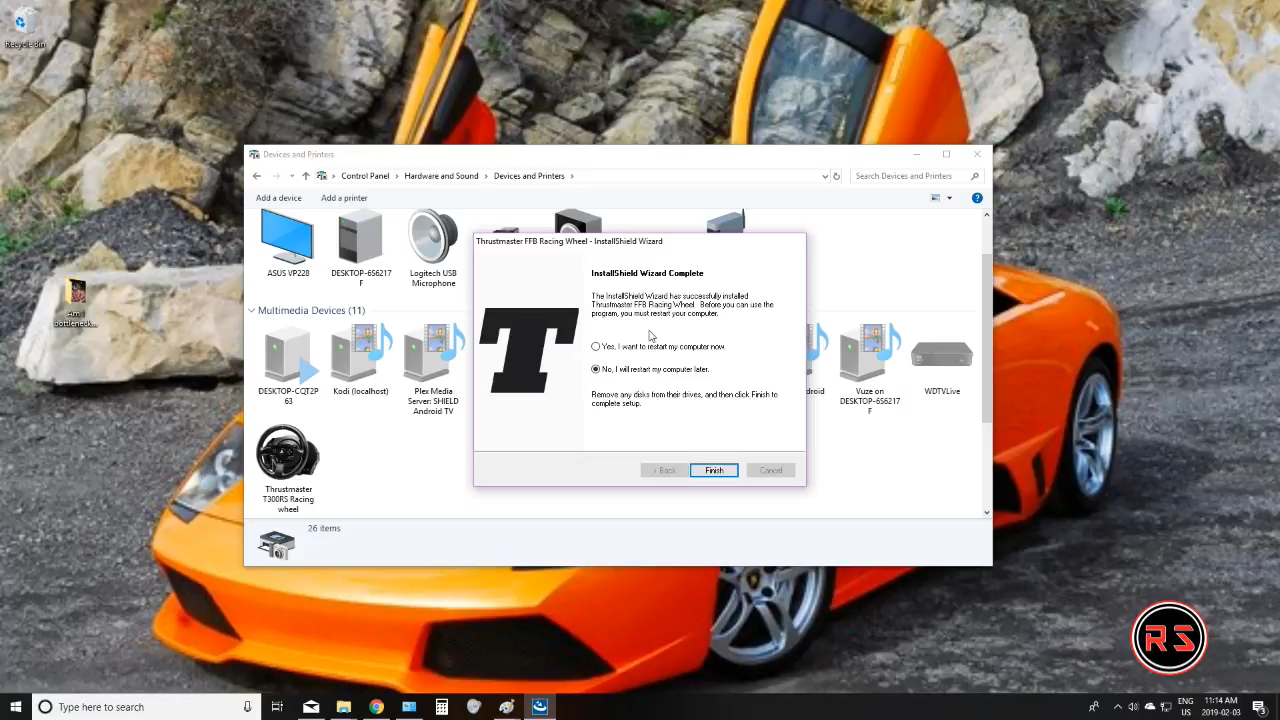 Recycle Bin
Am i
bottleneck...
Devices and Printers
Control Panel
Hardware and Sound
Devices and Printers
Search Devices and Printers
Add a device
Add a printer
ASUS VP228
DESKTOP-6S6217
F
Logitech USB
Microphone
Multimedia Devices (11)
DESKTOP-CQT2P
63
Kodi (localhost)
Plex Media
Server: SHIELD
Android TV
Vuze on
DESKTOP-6S6217
F
WDTVLive
Thrustmaster
T300RS Racing
wheel
26 items
Thrustmaster FFB Racing Wheel - InstallShield Wizard
InstallShield Wizard Complete
The InstallShield Wizard has successfully installed
Thrustmaster FFB Racing Wheel. Before you can use the
program, you must restart your computer.
Yes, I want to restart my computer now.
No, I will restart my computer later.
Remove any disks from their drives, and then click Finish to
complete setup.
< Back
Finish
Cancel
RS
Type here to search
ENG
US
11:14 AM
2019-02-03
3